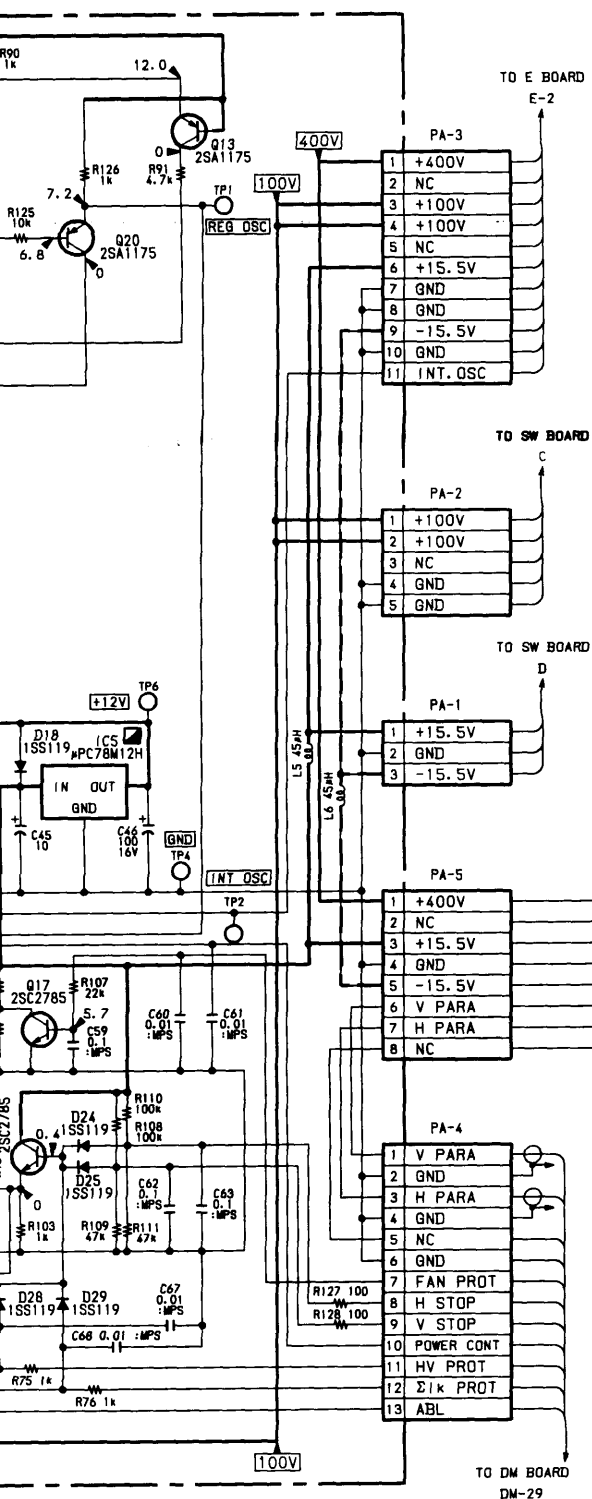 R90
1k
12.0
TO E BOARD
E-2
Q13
2SA1175
0
R126
1k
R91
4.7k
7.2
TP1
REG OSC
R125
10k
6.8
Q20
2SA1175
0
400V
100V
PA-3
1 +400V
2 NC
3 +100V
4 +100V
5 NC
6 +15.5V
7 GND
8 GND
9 -15.5V
10 GND
11 INT.OSC
TO SW BOARD
C
PA-2
1 +100V
2 +100V
3 NC
4 GND
5 GND
TO SW BOARD
D
TP6
+12V
D18
1SS119
IC5
μPC78M12H
IN OUT
GND
+
C45
10
+
C46
100
16V
GND
TP4
L5 45μH
L6 45μH
PA-1
1 +15.5V
2 GND
3 -15.5V
INT OSC
TP2
PA-5
1 +400V
2 NC
3 +15.5V
4 GND
5 -15.5V
6 V PARA
7 H PARA
8 NC
Q17
2SC2785
R107
22k
5.7
C59
0.1
:MPS
C60
0.01
:MPS
C61
0.01
:MPS
2SC2785
0.4
0
D24
1SS119
D25
1SS119
R110
100k
R108
100k
C62
0.1
:MPS
C63
0.1
:MPS
R103
1k
R109
47k
R111
47k
PA-4
1 V PARA
2 GND
3 H PARA
4 GND
5 NC
6 GND
7 FAN PROT
8 H STOP
9 V STOP
10 POWER CONT
11 HV PROT
12 ΣIk PROT
13 ABL
R127 100
R128 100
D28
1SS119
D29
1SS119
C67
0.01
:MPS
C68 0.01 :MPS
R75 1k
R76 1k
100V
TO DM BOARD
DM-29